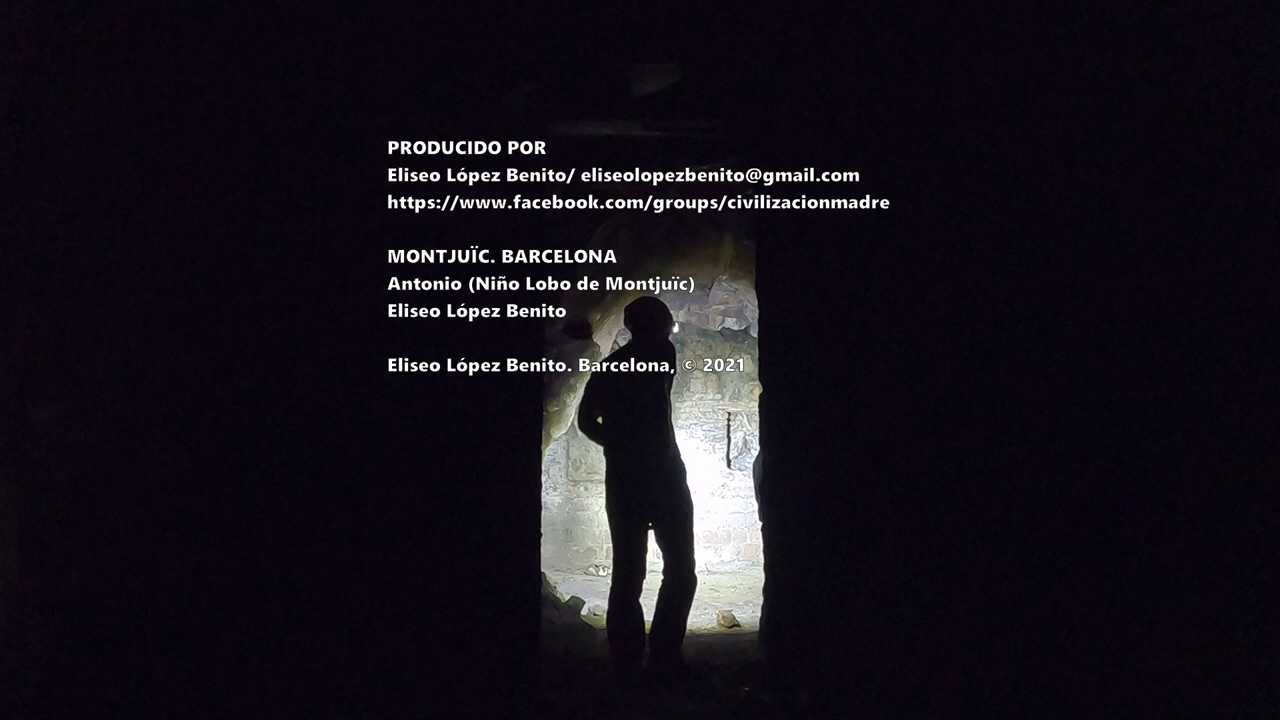 PRODUCIDO POR
Eliseo López Benito/ eliseolopezbenito@gmail.com
https://www.facebook.com/groups/civilizacionmadre
MONTJUÏC. BARCELONA
Antonio (Niño Lobo de Montjuïc)
Eliseo López Benito
Eliseo López Benito. Barcelona, © 2021